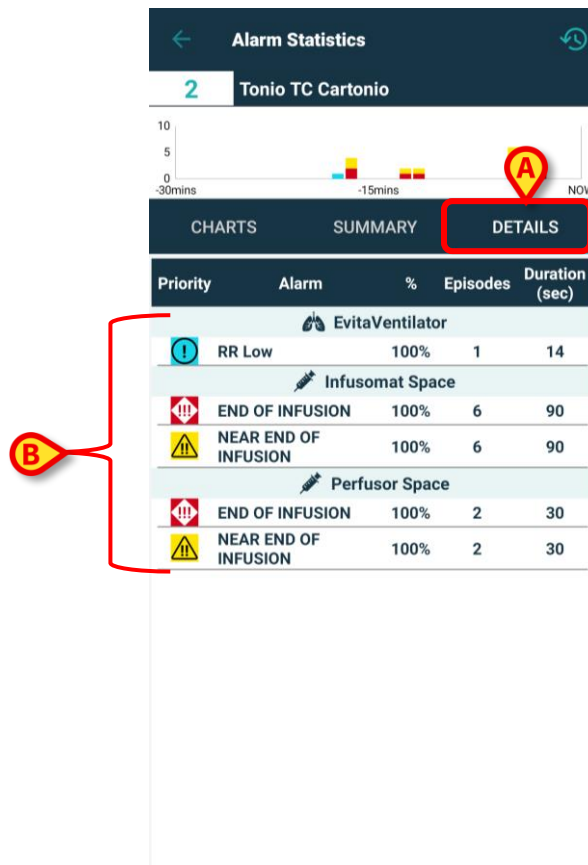 Alarm Statistics
2 Tonio TC Cartonio
10
5
0
-30mins -15mins NOW
A
CHARTS SUMMARY DETAILS
Priority Alarm % Episodes Duration (sec)
EvitaVentilator
! RR Low 100% 1 14
Infusomat Space
!!! END OF INFUSION 100% 6 90
!! NEAR END OF INFUSION 100% 6 90
Perfusor Space
!!! END OF INFUSION 100% 2 30
!! NEAR END OF INFUSION 100% 2 30
B